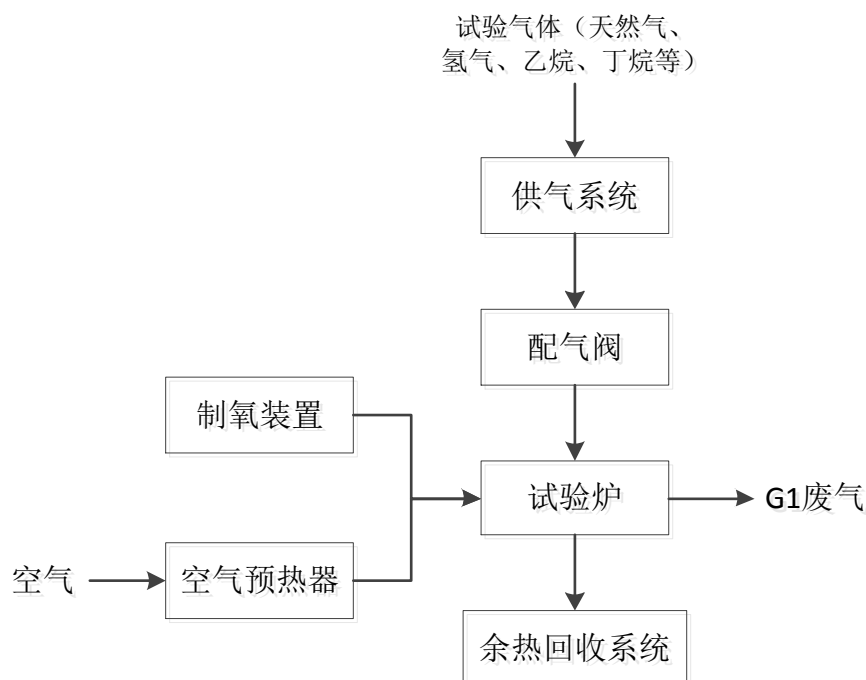 试验气体（天然气、
氢气、乙烷、丁烷等）
供气系统
配气阀
制氧装置
试验炉
G1废气
空气
空气预热器
余热回收系统